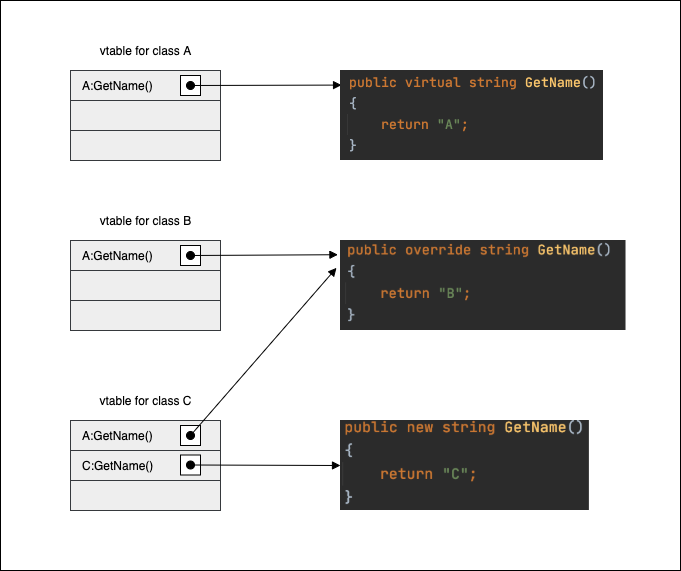 vtable for class A
A:GetName()
public virtual string GetName()
{
return "A";
}
vtable for class B
A:GetName()
public override string GetName()
{
return "B";
}
vtable for class C
A:GetName()
C:GetName()
public new string GetName()
{
return "C";
}